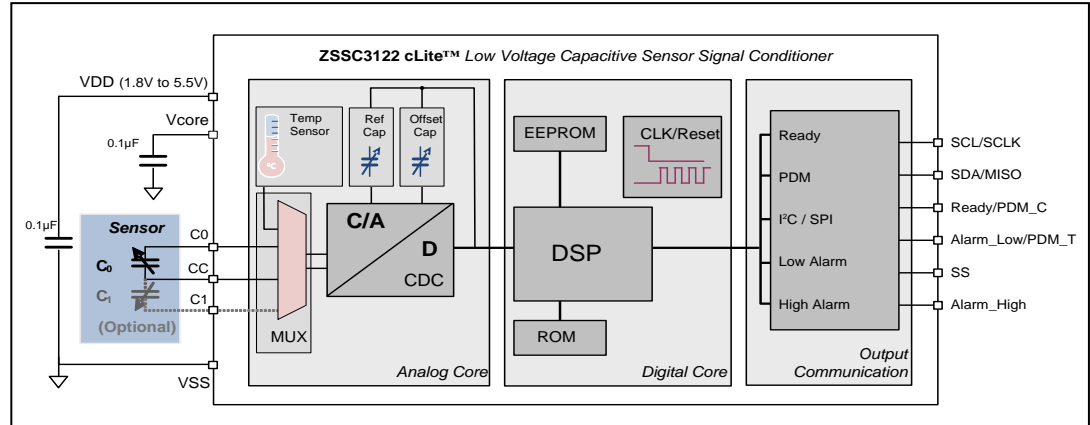 ZSSC3122 cLite™ Low Voltage Capacitive Sensor Signal Conditioner
VDD (1.8V to 5.5V)
Vcore
0.1µF
0.1µF
Sensor
C0
C₀
CC
C₁
C1
(Optional)
VSS
Temp
Sensor
ºC
Ref
Cap
Offset
Cap
C/A
D
CDC
MUX
Analog Core
EEPROM
CLK/Reset
DSP
ROM
Digital Core
Ready
PDM
I²C / SPI
Low Alarm
High Alarm
Output
Communication
SCL/SCLK
SDA/MISO
Ready/PDM_C
Alarm_Low/PDM_T
SS
Alarm_High